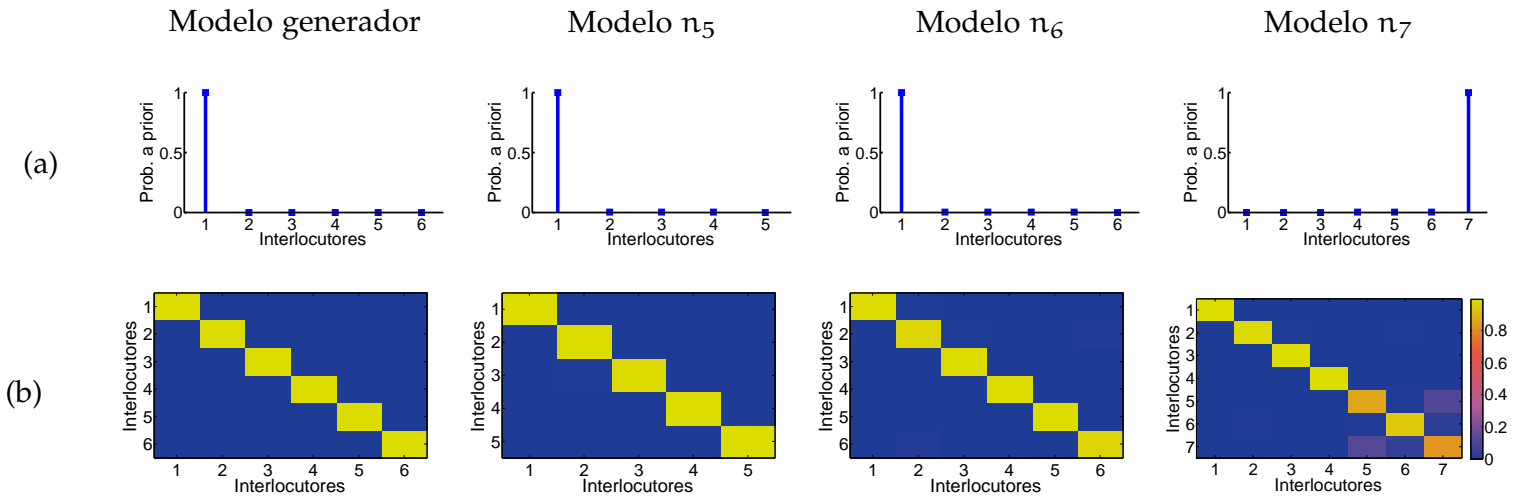 Modelo generador Modelo n5 Modelo n6 Modelo n7
(a)
Prob. a priori
1
0.5
0
1 2 3 4 5 6
Interlocutores
Prob. a priori
1
0.5
0
1 2 3 4 5
Interlocutores
Prob. a priori
1
0.5
0
1 2 3 4 5 6
Interlocutores
Prob. a priori
1
0.5
0
1 2 3 4 5 6 7
Interlocutores
(b)
Interlocutores
1
2
3
4
5
6
1 2 3 4 5 6
Interlocutores
Interlocutores
1
2
3
4
5
1 2 3 4 5
Interlocutores
Interlocutores
1
2
3
4
5
6
1 2 3 4 5 6
Interlocutores
Interlocutores
1
2
3
4
5
6
7
1 2 3 4 5 6 7
Interlocutores
0.8
0.6
0.4
0.2
0